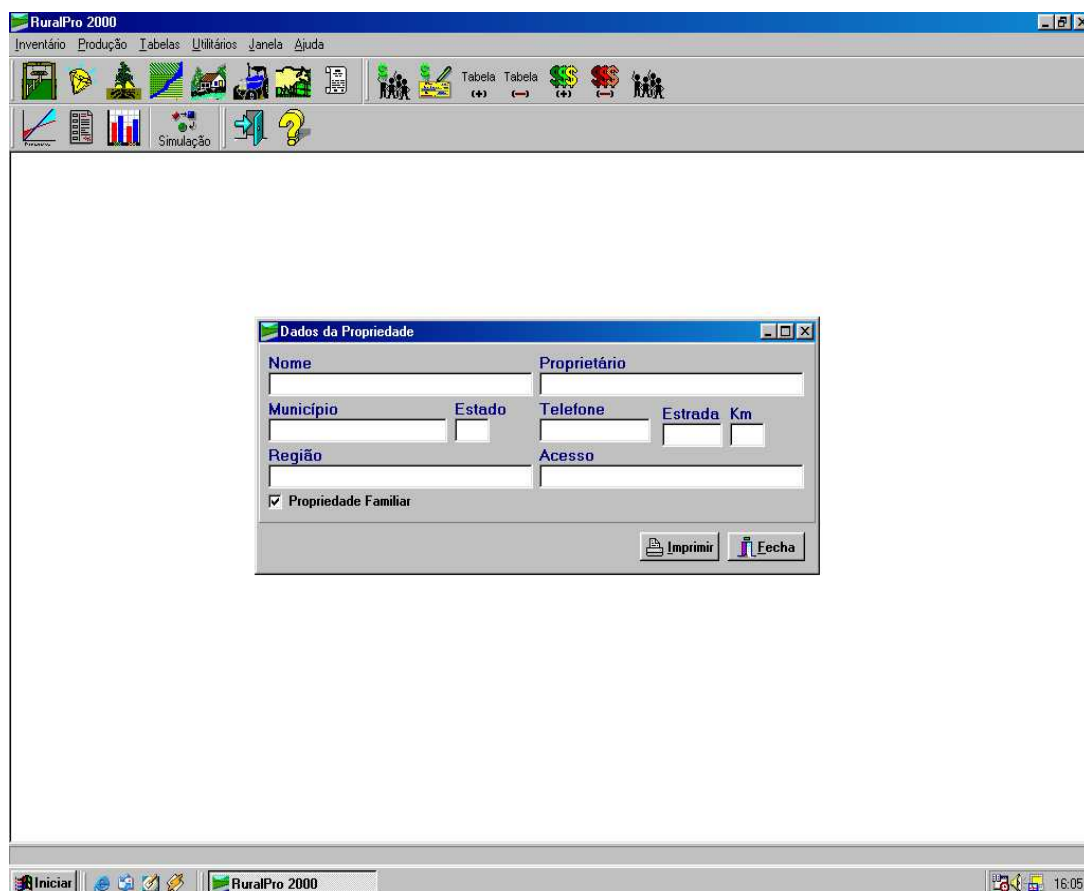 RuralPro 2000
Inventário Produção Tabelas Utilitários Janela Ajuda
Tabela (+) Tabela (—) (+) (—)
Simulação
Dados da Propriedade
Nome Proprietário
Município Estado Telefone Estrada Km
Região Acesso
Propriedade Familiar
Imprimir Fecha
Iniciar RuralPro 2000 16:05